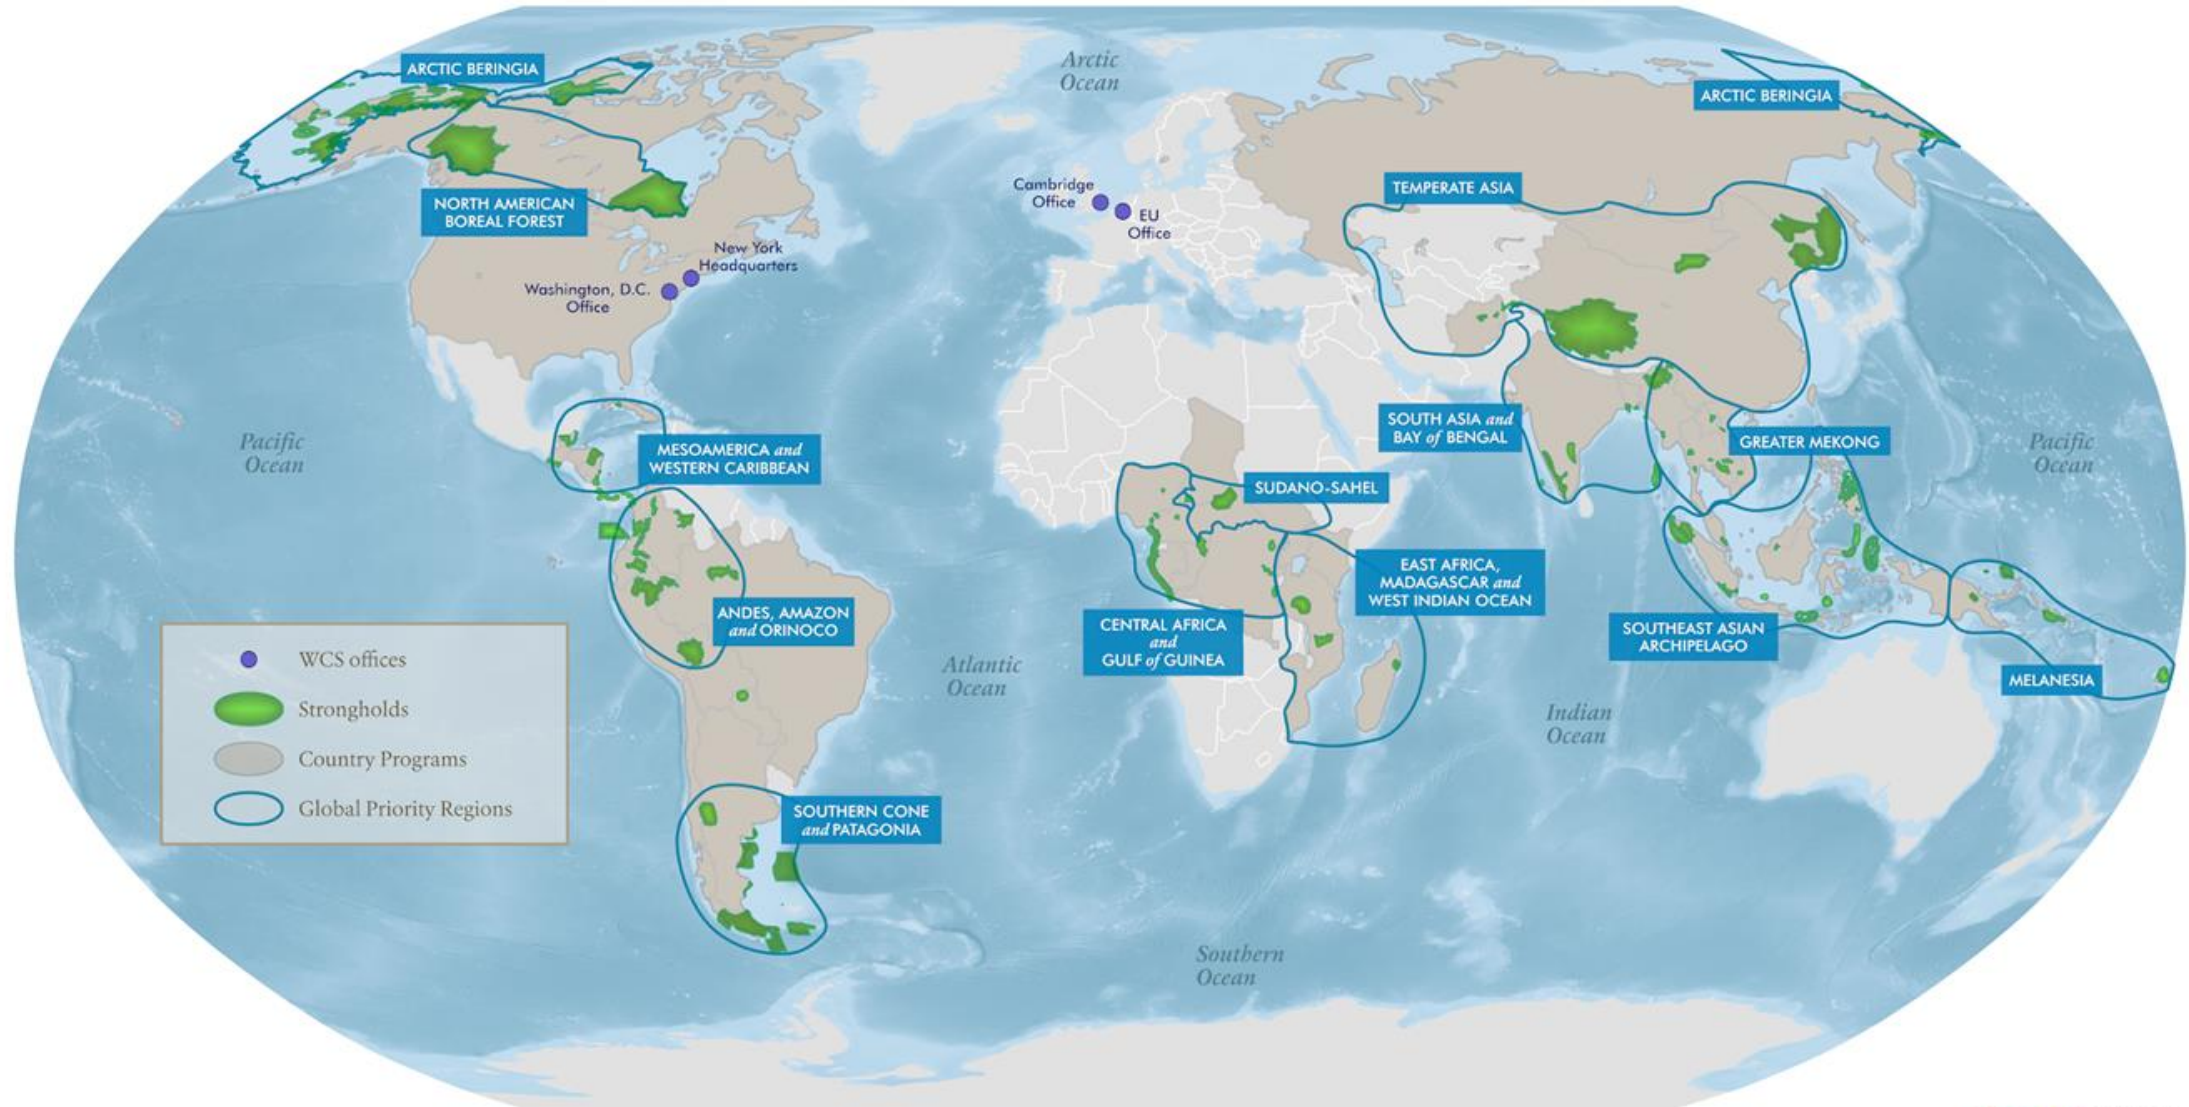 ARCTIC BERINGIA
Arctic
Ocean
ARCTIC BERINGIA
NORTH AMERICAN
BOREAL FOREST
Cambridge
Office
EU
Office
TEMPERATE ASIA
New York
Headquarters
Washington, D.C.
Office
Pacific
Ocean
MESOAMERICA and
WESTERN CARIBBEAN
SOUTH ASIA and
BAY of BENGAL
GREATER MEKONG
Pacific
Ocean
SUDANO-SAHEL
EAST AFRICA,
MADAGASCAR and
WEST INDIAN OCEAN
ANDES, AMAZON
and ORINOCO
CENTRAL AFRICA
and
GULF of GUINEA
SOUTHEAST ASIAN
ARCHIPELAGO
MELANESIA
Atlantic
Ocean
Indian
Ocean
WCS offices
Strongholds
Country Programs
Global Priority Regions
SOUTHERN CONE
and PATAGONIA
Southern
Ocean